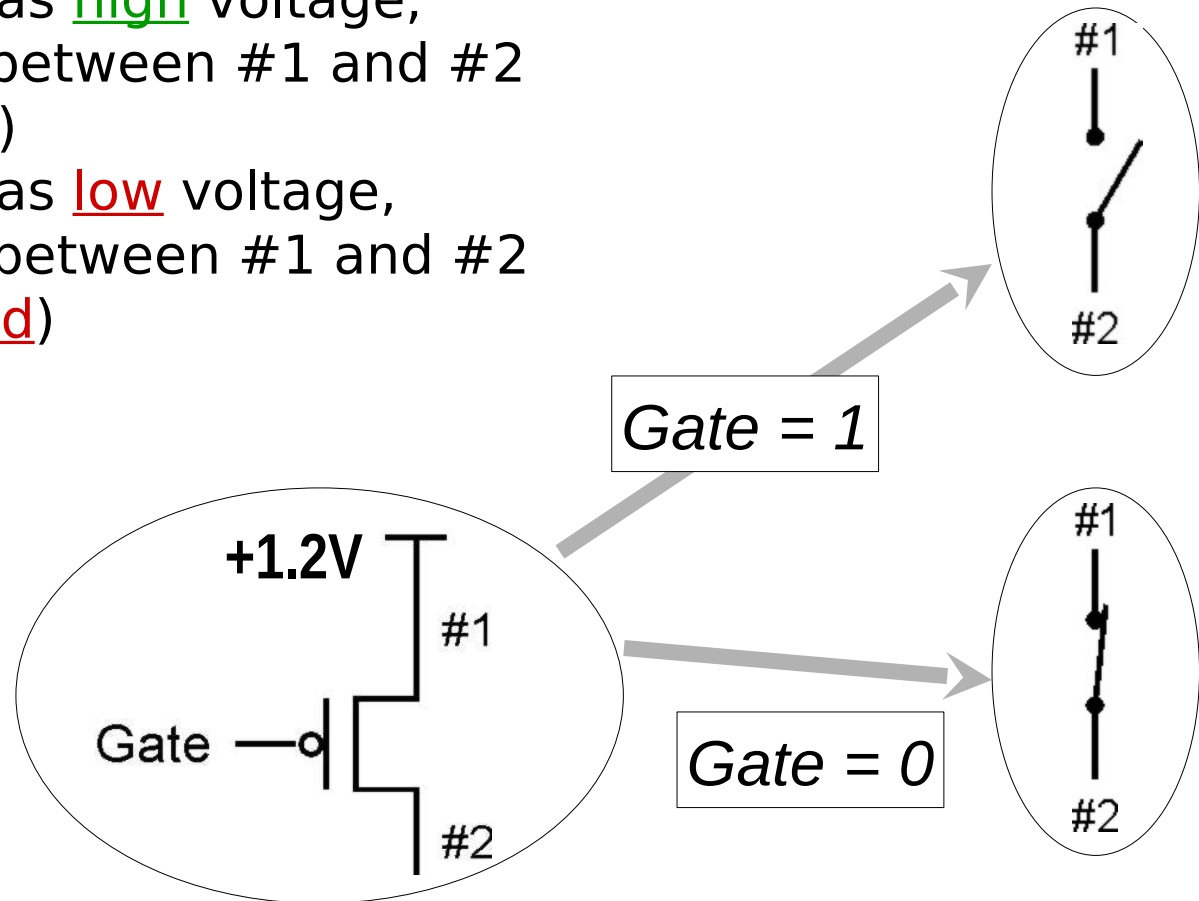 as high voltage,
between #1 and #2
)
as low voltage,
between #1 and #2
d)
#1
#2
Gate = 1
+1.2V
#1
Gate
#2
#1
Gate = 0
#2